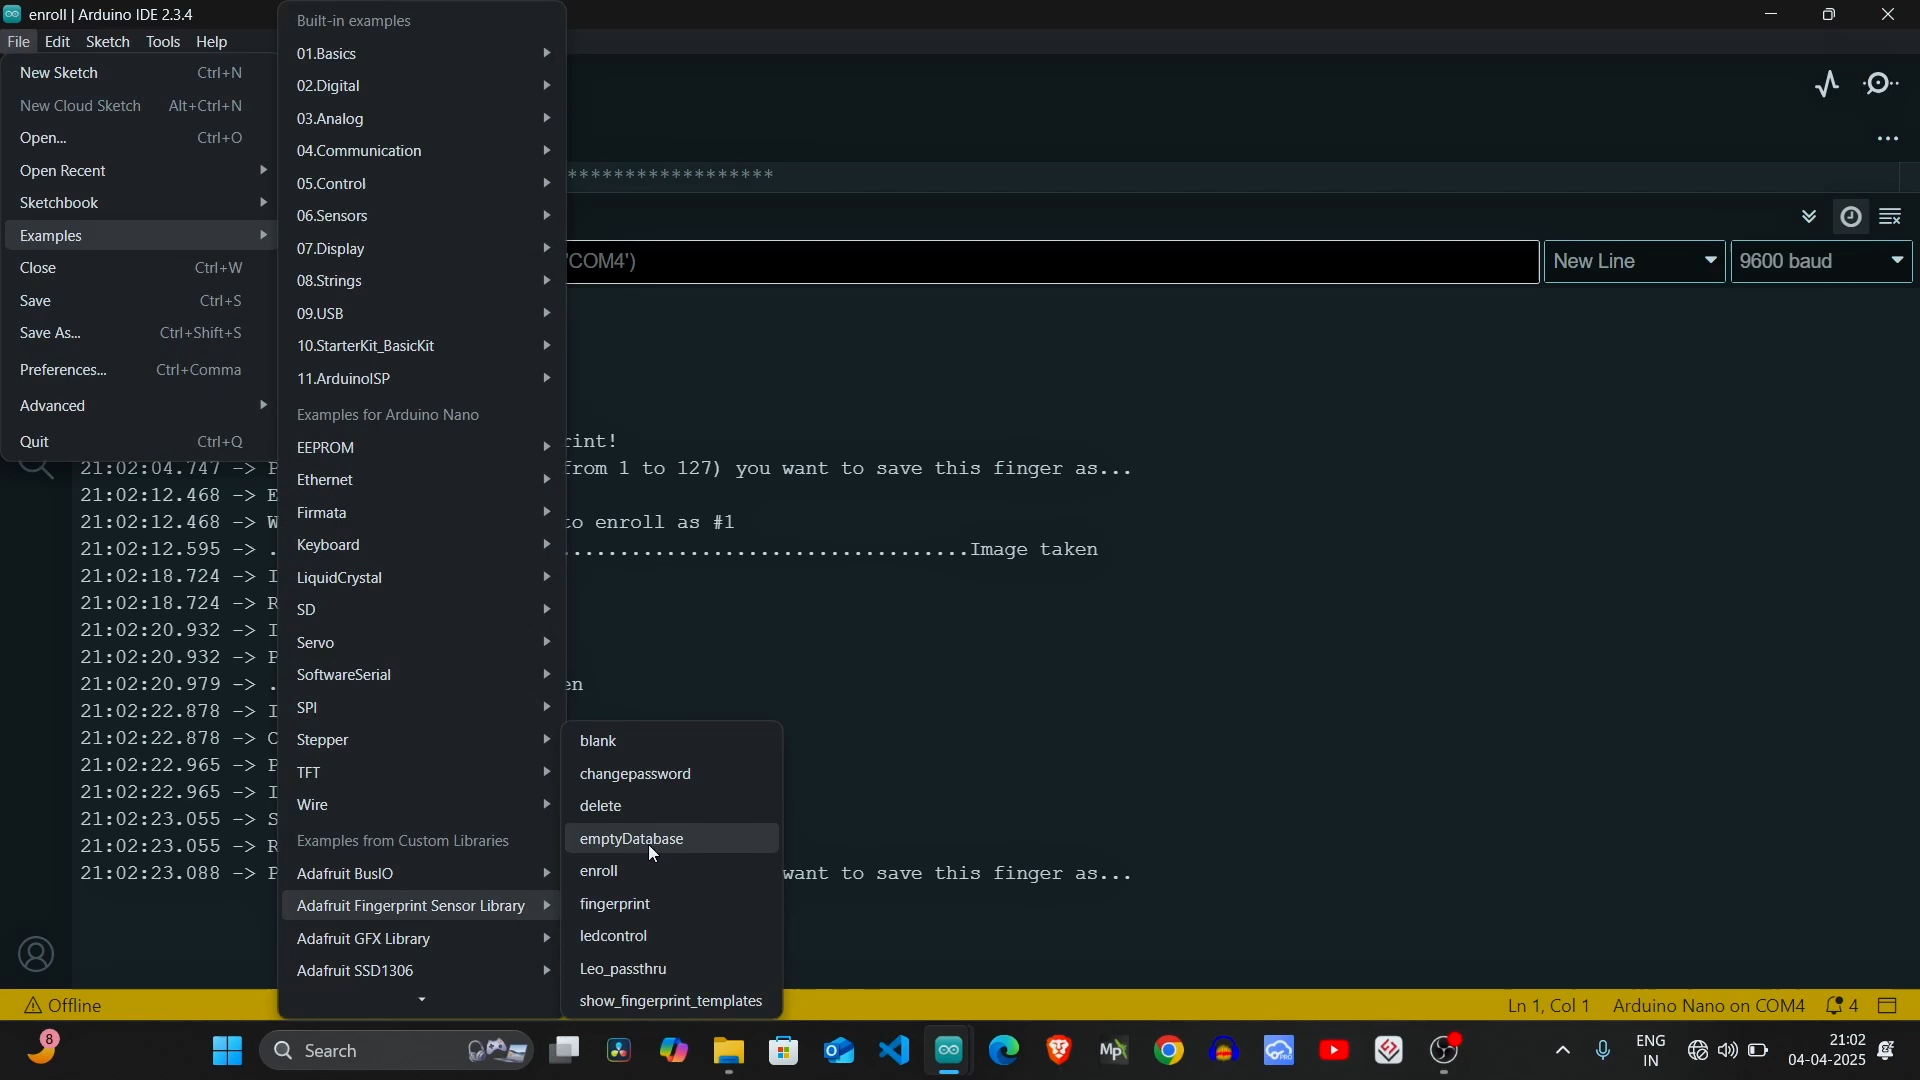 enroll | Arduino IDE 2.3.4
File Edit Sketch Tools Help
New Sketch Ctrl+N
New Cloud Sketch Alt+Ctrl+N
Open... Ctrl+O
Open Recent
Sketchbook
Examples
Close Ctrl+W
Save Ctrl+S
Save As... Ctrl+Shift+S
Preferences... Ctrl+Comma
Advanced
Quit Ctrl+Q
Built-in examples
01.Basics
02.Digital
03.Analog
04.Communication
05.Control
06.Sensors
07.Display
08.Strings
09.USB
10.StarterKit_BasicKit
11.ArduinoISP
Examples for Arduino Nano
EEPROM
Ethernet
Firmata
Keyboard
LiquidCrystal
SD
Servo
SoftwareSerial
SPI
Stepper
TFT
Wire
Examples from Custom Libraries
Adafruit BusIO
Adafruit Fingerprint Sensor Library
Adafruit GFX Library
Adafruit SSD1306
blank
changepassword
delete
emptyDatabase
enroll
fingerprint
ledcontrol
Leo_passthru
show_fingerprint_templates
******************
'COM4')
New Line
9600 baud
int!
21:02:04.747 -> P from 1 to 127) you want to save this finger as...
21:02:12.468 -> E
21:02:12.468 -> W to enroll as #1
21:02:12.595 -> . ...................................Image taken
21:02:18.724 -> I
21:02:18.724 -> R
21:02:20.932 -> I
21:02:20.932 -> P
21:02:20.979 -> . en
21:02:22.878 -> I
21:02:22.878 -> C
21:02:22.965 -> P
21:02:22.965 -> I
21:02:23.055 -> S
21:02:23.055 -> R
21:02:23.088 -> P want to save this finger as...
Offline
Ln 1, Col 1 Arduino Nano on COM4 4
8
Search
ENG
IN
21:02
04-04-2025